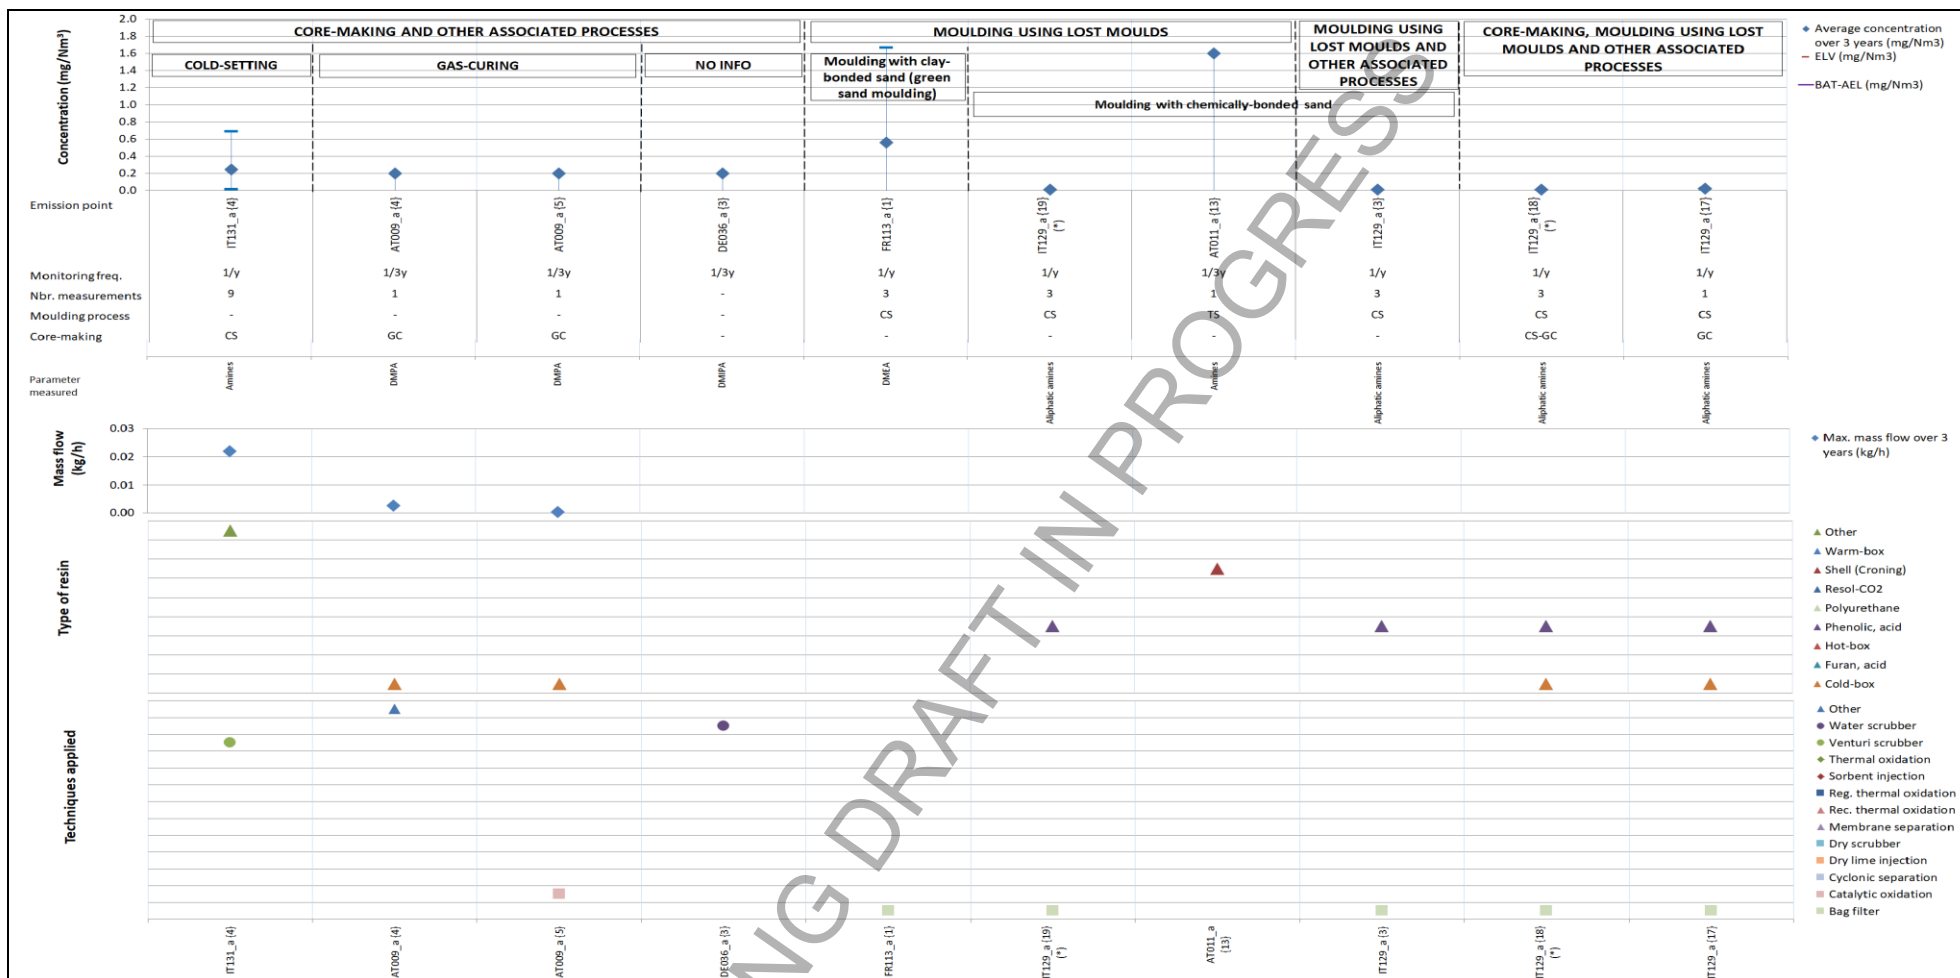 CORE-MAKING AND OTHER ASSOCIATED PROCESSES
MOULDING USING LOST MOULDS
MOULDING USING
LOST MOULDS AND
OTHER ASSOCIATED
PROCESSES
CORE-MAKING, MOULDING USING LOST
MOULDS AND OTHER ASSOCIATED
PROCESSES
COLD-SETTING
GAS-CURING
NO INFO
Moulding with clay-
bonded sand (green
sand moulding)
Moulding with chemically-bonded sand
Concentration (mg/Nm³)
2.0
1.8
1.6
1.4
1.2
1.0
0.8
0.6
0.4
0.2
0.0
Average concentration
over 3 years (mg/Nm3)
ELV (mg/Nm3)
BAT-AEL (mg/Nm3)
Emission point
IT131_a {4}
AT009_a {4}
AT009_a {5}
DE036_a {3}
FR113_a {1}
IT129_a {19}
(*)
AT011_a {13}
IT129_a {3}
IT129_a {18}
(*)
IT129_a {17}
Monitoring freq. 1/y 1/3y 1/3y 1/3y 1/y 1/y 1/3y 1/y 1/y 1/y
Nbr. measurements 9 1 1 - 3 3 1 3 3 1
Moulding process - - - - CS CS TS CS CS CS
Core-making CS GC GC - - - - - CS-GC GC
Parameter
measured
Amines
DMPA
DMPA
DMIPA
DMEA
Aliphatic amines
Amines
Aliphatic amines
Aliphatic amines
Aliphatic amines
Mass flow
(kg/h)
0.03
0.02
0.01
0.00
Max. mass flow over 3
years (kg/h)
Type of resin
Other
Warm-box
Shell (Croning)
Resol-CO2
Polyurethane
Phenolic, acid
Hot-box
Furan, acid
Cold-box
Techniques applied
Other
Water scrubber
Venturi scrubber
Thermal oxidation
Sorbent injection
Reg. thermal oxidation
Rec. thermal oxidation
Membrane separation
Dry scrubber
Dry lime injection
Cyclonic separation
Catalytic oxidation
Bag filter
IT131_a {4}
AT009_a {4}
AT009_a {5}
DE036_a {3}
FR113_a {1}
IT129_a {19}
(*)
AT011_a
{13}
IT129_a {3}
IT129_a {18}
(*)
IT129_a {17}
NG DRAFT IN PROGRESS